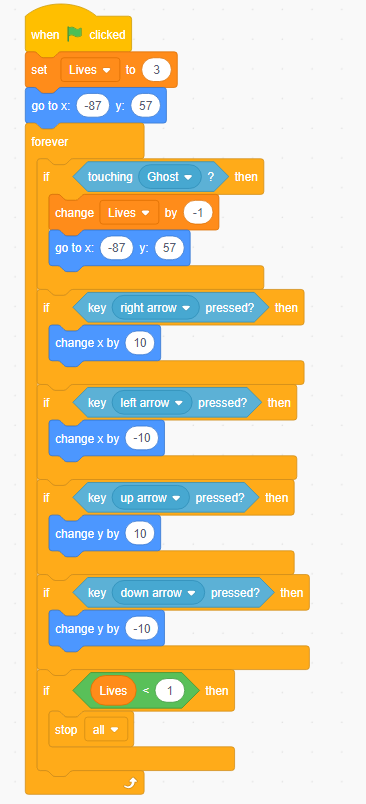 when clicked
set Lives to 3
go to x: -87 y: 57
forever
if touching Ghost ? then
change Lives by -1
go to x: -87 y: 57
if key right arrow pressed? then
change x by 10
if key left arrow pressed? then
change x by -10
if key up arrow pressed? then
change y by 10
if key down arrow pressed? then
change y by -10
if Lives < 1 then
stop all